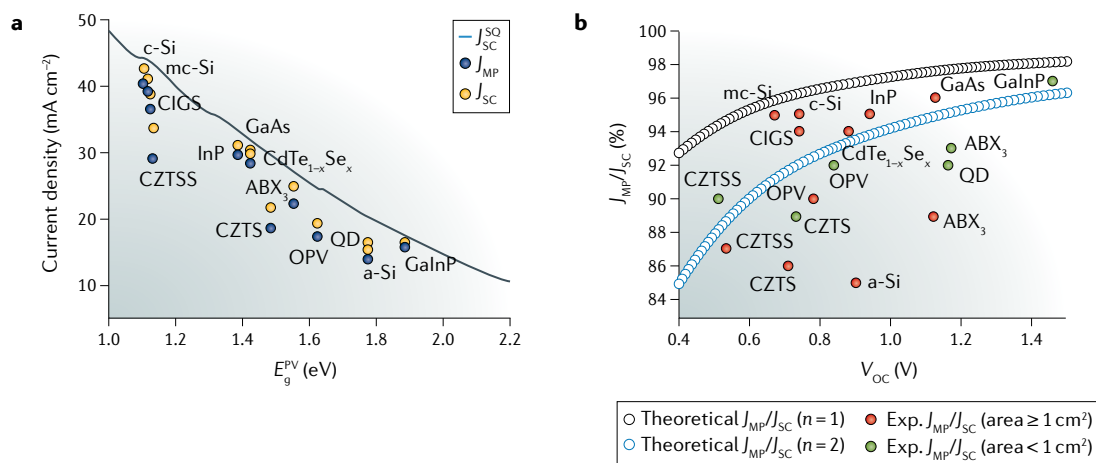 a
50
40
30
20
10
Current density (mA cm⁻²)
1.0 1.2 1.4 1.6 1.8 2.0 2.2
E_g^PV (eV)
c-Si
mc-Si
CIGS
CZTSS
InP
GaAs
CdTe₁₋ₓSeₓ
ABX₃
CZTS
OPV
QD
a-Si
GaInP
J_SC^SQ
J_MP
J_SC
b
98
96
94
92
90
88
86
84
J_MP/J_SC (%)
0.4 0.6 0.8 1.0 1.2 1.4
V_OC (V)
mc-Si
c-Si
InP
GaAs
GaInP
CIGS
CdTe₁₋ₓSeₓ
ABX₃
QD
CZTSS
OPV
OPV
CZTS
ABX₃
CZTSS
CZTS
a-Si
Theoretical J_MP/J_SC (n = 1)
Theoretical J_MP/J_SC (n = 2)
Exp. J_MP/J_SC (area ≥ 1 cm²)
Exp. J_MP/J_SC (area < 1 cm²)